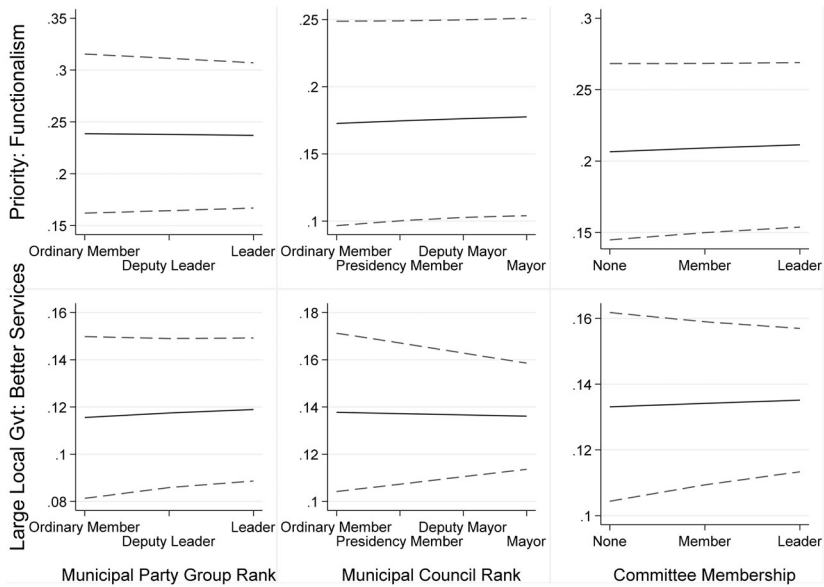 Priority: Functionalism
.35
.3
.25
.2
.15
Ordinary Member
Deputy Leader
Leader
.25
.2
.15
.1
Ordinary Member
Presidency Member
Deputy Mayor
Mayor
.3
.25
.2
.15
None
Member
Leader
Large Local Gvt: Better Services
.16
.14
.12
.1
.08
Ordinary Member
Deputy Leader
Leader
.18
.16
.14
.12
.1
Ordinary Member
Presidency Member
Deputy Mayor
Mayor
.16
.14
.12
.1
None
Member
Leader
Municipal Party Group Rank
Municipal Council Rank
Committee Membership